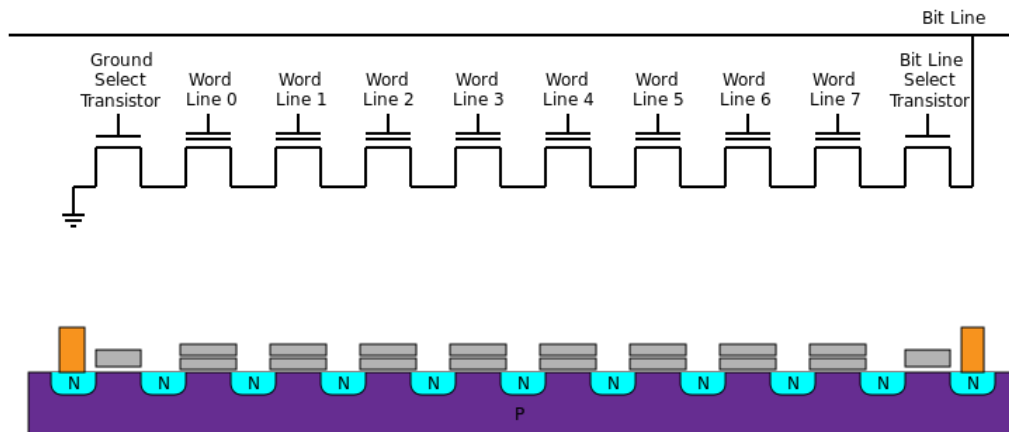 Bit Line
Ground
Select
Transistor
Word
Line 0
Word
Line 1
Word
Line 2
Word
Line 3
Word
Line 4
Word
Line 5
Word
Line 6
Word
Line 7
Bit Line
Select
Transistor
N N N N N N N N N N N
P